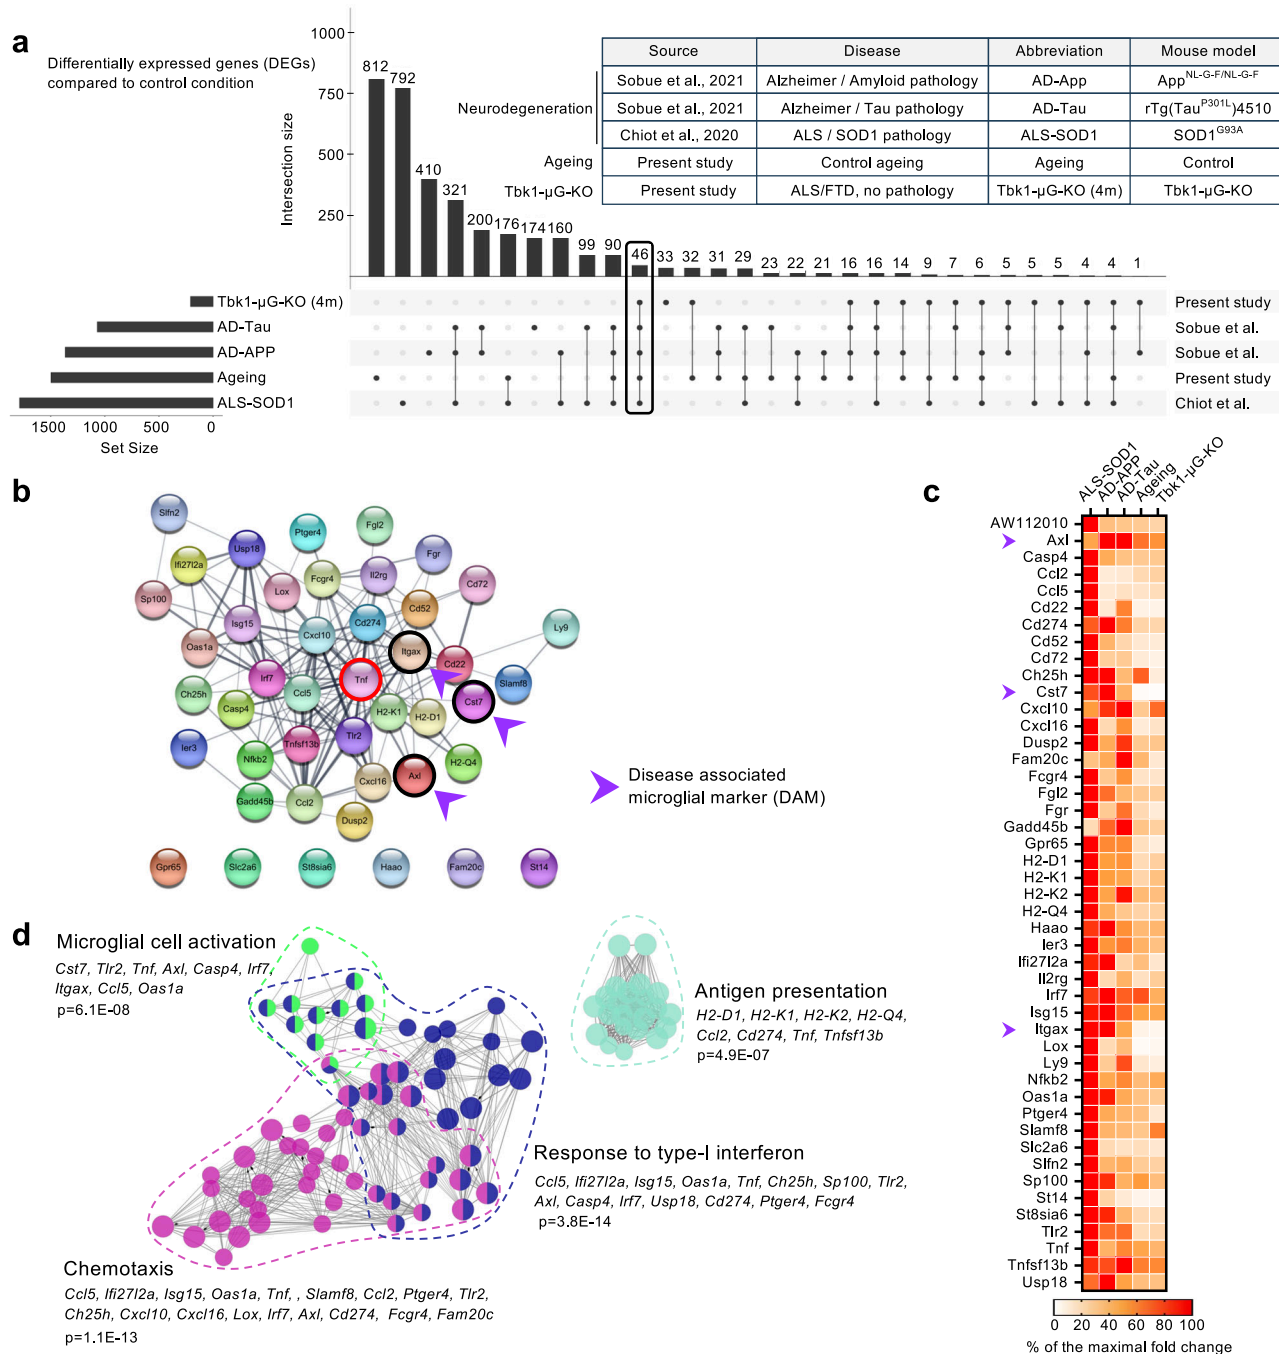 a
Differentially expressed genes (DEGs)
compared to control condition
Intersection size
1000
750
500
250
812
792
410
321
200
176
174
160
99
90
46
33
32
31
29
23
22
21
16
16
14
9
7
6
5
5
5
4
4
1
Source Disease Abbreviation Mouse model
Neurodegeneration
Sobue et al., 2021 Alzheimer / Amyloid pathology AD-App App^NL-G-F/NL-G-F
Sobue et al., 2021 Alzheimer / Tau pathology AD-Tau rTg(Tau^P301L)4510
Chiot et al., 2020 ALS / SOD1 pathology ALS-SOD1 SOD1^G93A
Ageing Present study Control ageing Ageing Control
Tbk1-µG-KO Present study ALS/FTD, no pathology Tbk1-µG-KO (4m) Tbk1-µG-KO
Tbk1-µG-KO (4m) Present study
AD-Tau Sobue et al.
AD-APP Sobue et al.
Ageing Present study
ALS-SOD1 Chiot et al.
1500 1000 500 0
Set Size
b
Slfn2
Ptger4
Fgl2
Usp18
Ifi27l2a
Fcgr4
Il2rg
Fgr
Sp100
Lox
Cd72
Cd52
Isg15
Cxcl10
Cd274
Ly9
Oas1a
Itgax
Cd22
Irf7
Tnf
Slamf8
Ch25h
Ccl5
Cst7
Casp4
H2-K1
H2-D1
Ier3
Tnfsf13b
Tlr2
Nfkb2
H2-Q4
Cxcl16
Axl
Gadd45b
Ccl2
Dusp2
Gpr65
Slc2a6
St8sia6
Haao
Fam20c
St14
Disease associated
microglial marker (DAM)
c
ALS-SOD1
AD-APP
AD-Tau
Ageing
Tbk1-µG-KO
AW112010
Axl
Casp4
Ccl2
Ccl5
Cd22
Cd274
Cd52
Cd72
Ch25h
Cst7
Cxcl10
Cxcl16
Dusp2
Fam20c
Fcgr4
Fgl2
Fgr
Gadd45b
Gpr65
H2-D1
H2-K1
H2-K2
H2-Q4
Haao
Ier3
Ifi27l2a
Il2rg
Irf7
Isg15
Itgax
Lox
Ly9
Nfkb2
Oas1a
Ptger4
Slamf8
Slc2a6
Slfn2
Sp100
St14
St8sia6
Tlr2
Tnf
Tnfsf13b
Usp18
0 20 40 60 80 100
% of the maximal fold change
d
Microglial cell activation
Cst7, Tlr2, Tnf, Axl, Casp4, Irf7,
Itgax, Ccl5, Oas1a
p=6.1E-08
Antigen presentation
H2-D1, H2-K1, H2-K2, H2-Q4,
Ccl2, Cd274, Tnf, Tnfsf13b
p=4.9E-07
Response to type-I interferon
Ccl5, Ifi27l2a, Isg15, Oas1a, Tnf, Ch25h, Sp100, Tlr2,
Axl, Casp4, Irf7, Usp18, Cd274, Ptger4, Fcgr4
p=3.8E-14
Chemotaxis
Ccl5, Ifi27l2a, Isg15, Oas1a, Tnf, , Slamf8, Ccl2, Ptger4, Tlr2,
Ch25h, Cxcl10, Cxcl16, Lox, Irf7, Axl, Cd274, Fcgr4, Fam20c
p=1.1E-13